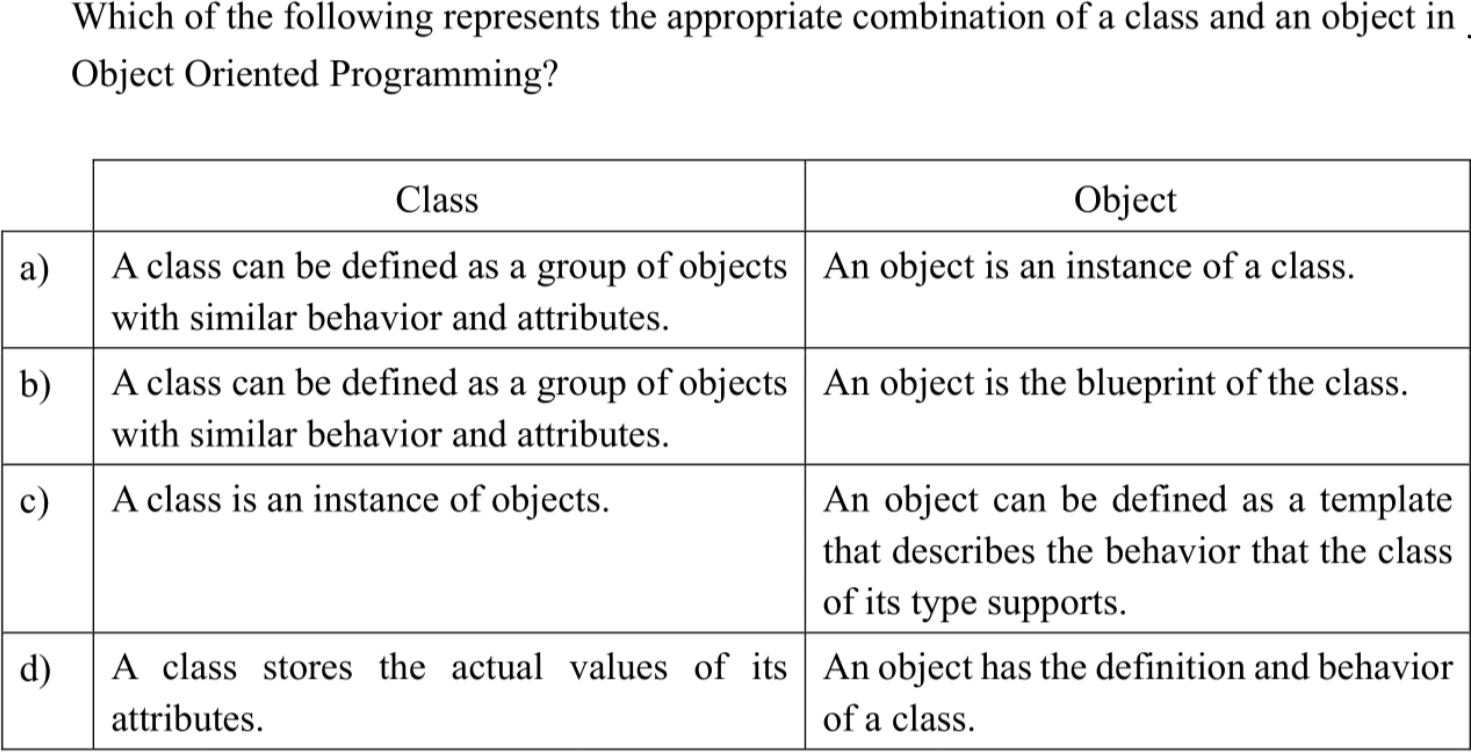 Which of the following represents the appropriate combination of a class and an object in
Object Oriented Programming?
Class
Object
a)
A class can be defined as a group of objects
with similar behavior and attributes.
An object is an instance of a class.
b)
A class can be defined as a group of objects
with similar behavior and attributes.
An object is the blueprint of the class.
c)
A class is an instance of objects.
An object can be defined as a template
that describes the behavior that the class
of its type supports.
d)
A class stores the actual values of its
attributes.
An object has the definition and behavior
of a class.